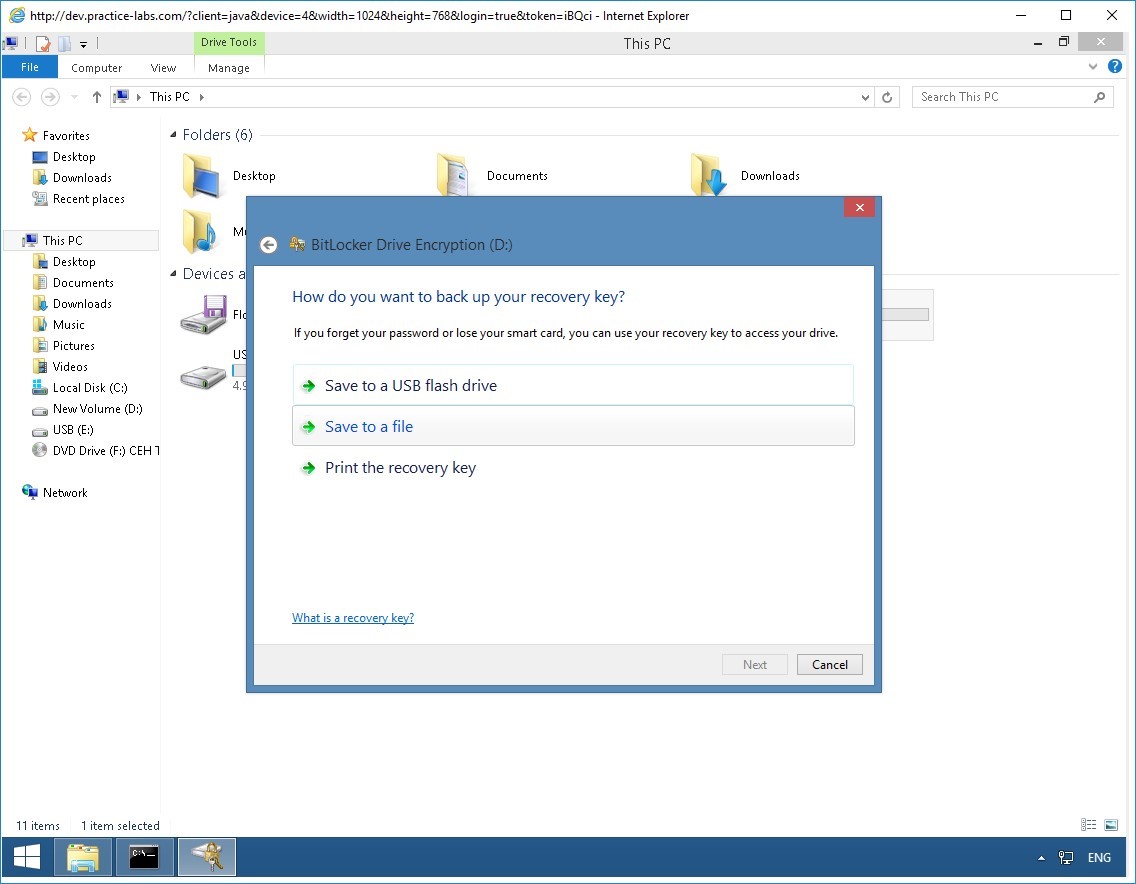 http://dev.practice-labs.com/?client=java&device=4&width=1024&height=768&login=true&token=iBQci - Internet Explorer
Drive Tools
This PC
File Computer View Manage
This PC
Search This PC
Favorites
Desktop
Downloads
Recent places
This PC
Desktop
Documents
Downloads
Music
Pictures
Videos
Local Disk (C:)
New Volume (D:)
USB (E:)
DVD Drive (F:) CEH T
Network
Folders (6)
Desktop Documents Downloads
Devices a
US
4.9
BitLocker Drive Encryption (D:)
How do you want to back up your recovery key?
If you forget your password or lose your smart card, you can use your recovery key to access your drive.
Save to a USB flash drive
Save to a file
Print the recovery key
What is a recovery key?
Next Cancel
11 items 1 item selected
C:\
ENG